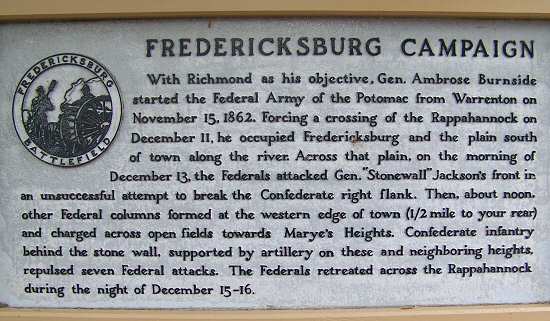 FREDERICKSBURG CAMPAIGN
FREDERICKSBURG
BATTLEFIELD
With Richmond as his objective, Gen. Ambrose Burnside
started the Federal Army of the Potomac from Warrenton on
November 15, 1862. Forcing a crossing of the Rappahannock on
December 11, he occupied Fredericksburg and the plain south
of town along the river. Across that plain, on the morning of
December 13, the Federals attacked Gen. "Stonewall" Jackson's front in
an unsuccessful attempt to break the Confederate right flank. Then, about noon,
other Federal columns formed at the western edge of town (1/2 mile to your rear)
and charged across open fields towards Marye's Heights. Confederate infantry
behind the stone wall, supported by artillery on these and neighboring heights,
repulsed seven Federal attacks. The Federals retreated across the Rappahannock
during the night of December 15-16.